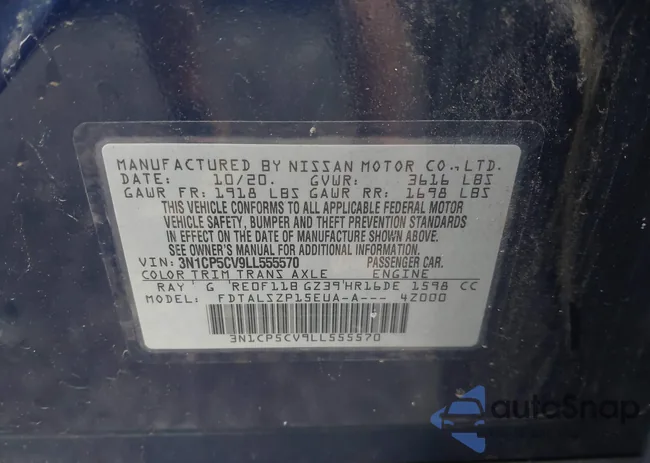 MANUFACTURED BY NISSAN MOTOR CO., LTD.
DATE: 10/20. GVWR: 3616 LBS
GAWR FR: 1918 LBS GAWR RR: 1698 LBS
THIS VEHICLE CONFORMS TO ALL APPLICABLE FEDERAL MOTOR
VEHICLE SAFETY, BUMPER AND THEFT PREVENTION STANDARDS
IN EFFECT ON THE DATE OF MANUFACTURE SHOWN ABOVE.
SEE OWNER'S MANUAL FOR ADDITIONAL INFORMATION.
VIN: 3N1CP5CV9LL555570 PASSENGER CAR.
COLOR TRIM TRANS AXLE ENGINE
RAY G RE0F11B GZ39 HR16DE 1598 CC
MODEL: FDTALSZP15EUA-A--- 4Z000
3N1CP5CV9LL555570
autoSnap